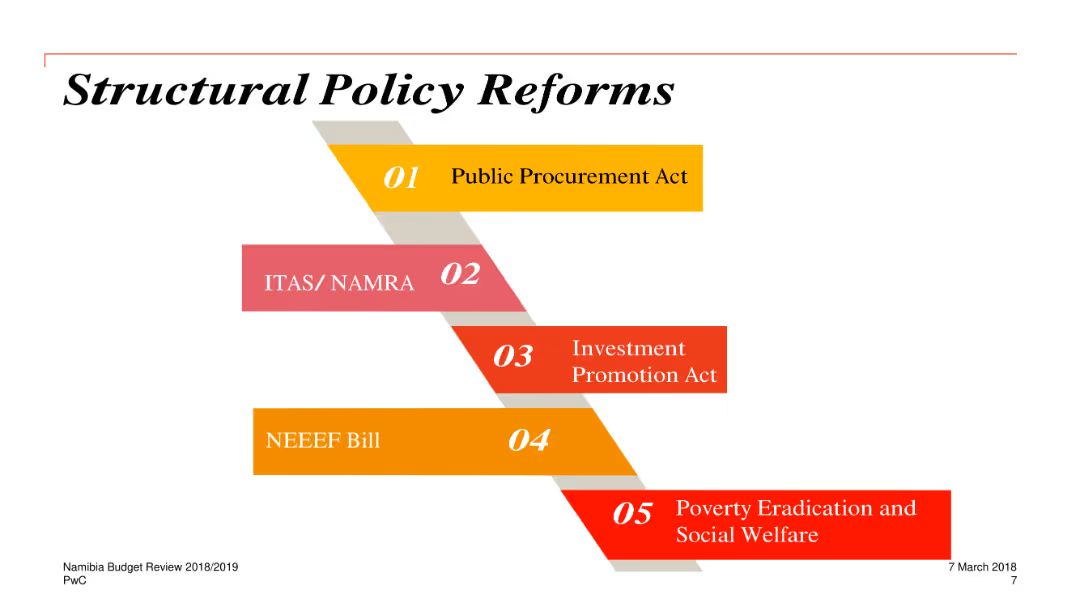 Structural Policy Reforms
01 Public Procurement Act
ITAS/ NAMRA 02
03 Investment
Promotion Act
NEEEF Bill 04
05 Poverty Eradication and
Social Welfare
Namibia Budget Review 2018/2019
PwC
7 March 2018
7